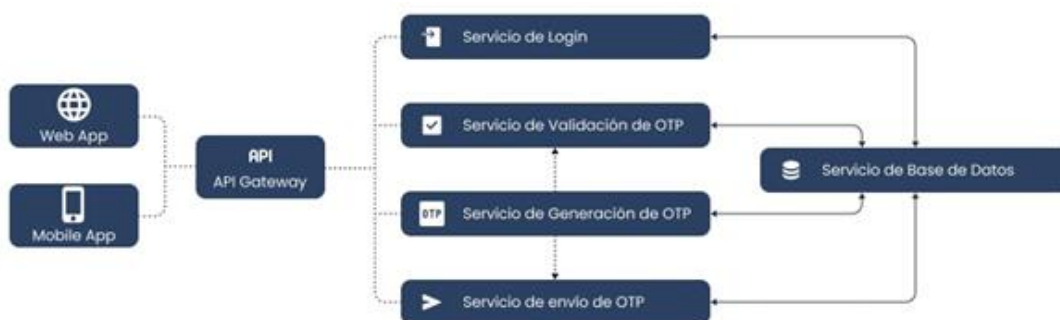 Web App
Mobile App
API
API Gateway
Servicio de Login
Servicio de Validación de OTP
OTP
Servicio de Generación de OTP
Servicio de envío de OTP
Servicio de Base de Datos